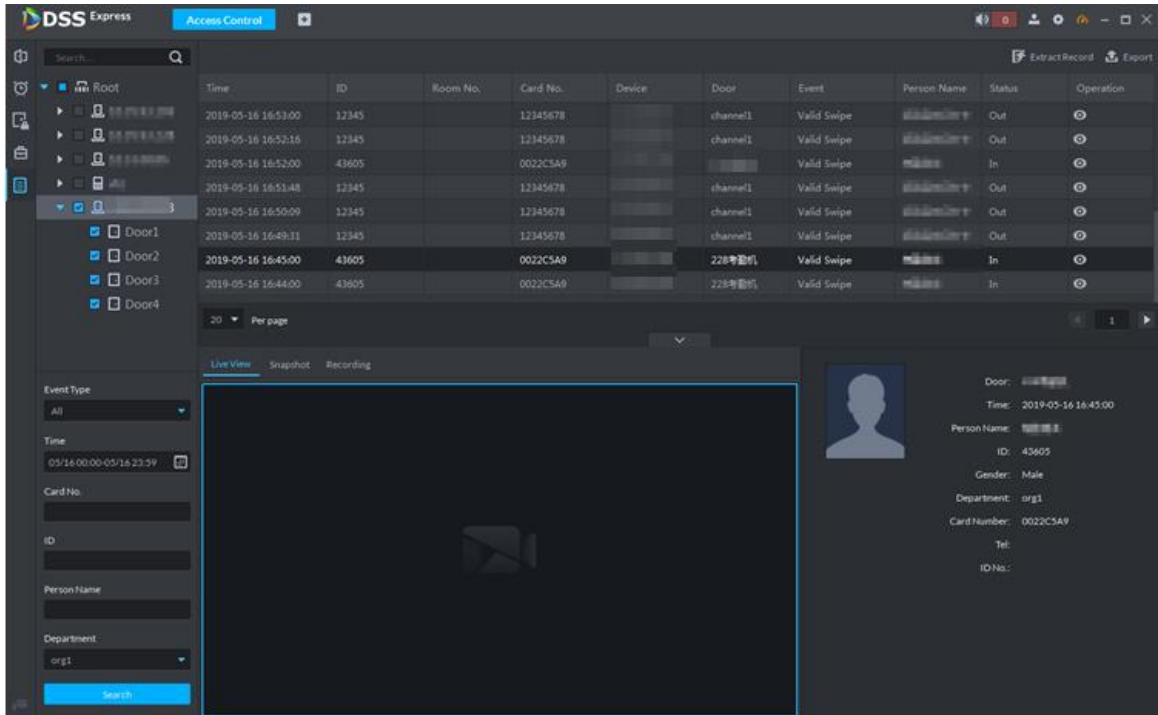 DSS Express
Access Control
0
Search...
Extract Record Export
Root
3
Door1
Door2
Door3
Door4
Time ID Room No. Card No. Device Door Event Person Name Status Operation
2019-05-16 16:53:00 12345 12345678 channel1 Valid Swipe Out
2019-05-16 16:52:16 12345 12345678 channel1 Valid Swipe Out
2019-05-16 16:52:00 43605 0022C5A9 Valid Swipe In
2019-05-16 16:51:48 12345 12345678 channel1 Valid Swipe Out
2019-05-16 16:50:09 12345 12345678 channel1 Valid Swipe Out
2019-05-16 16:49:31 12345 12345678 channel1 Valid Swipe Out
2019-05-16 16:45:00 43605 0022C5A9 228考勤机 Valid Swipe In
2019-05-16 16:44:00 43605 0022C5A9 228考勤机 Valid Swipe In
20 Per page
1
Event Type
All
Time
05/16 00:00-05/16 23:59
Card No.
ID
Person Name
Department
org1
Search
Live View Snapshot Recording
Door:
Time: 2019-05-16 16:45:00
Person Name:
ID: 43605
Gender: Male
Department: org1
Card Number: 0022C5A9
Tel:
ID No.: